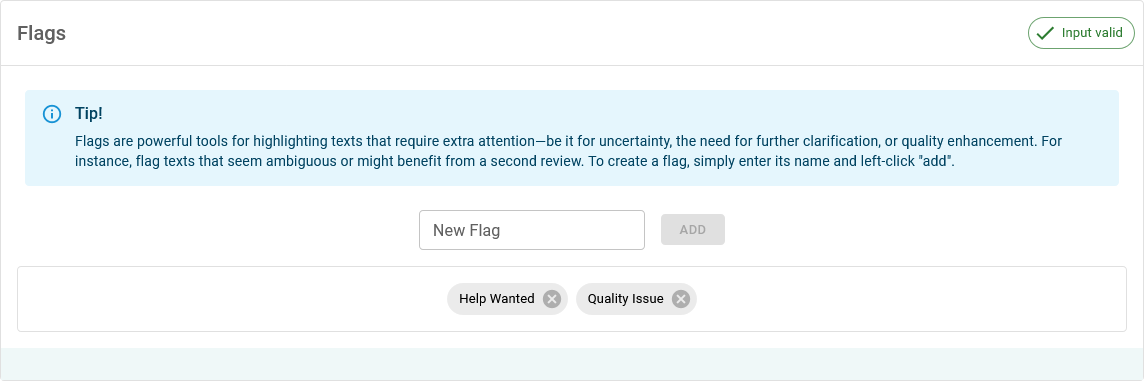 Flags
Input valid
Tip!
Flags are powerful tools for highlighting texts that require extra attention—be it for uncertainty, the need for further clarification, or quality enhancement. For
instance, flag texts that seem ambiguous or might benefit from a second review. To create a flag, simply enter its name and left-click "add".
New Flag
ADD
Help Wanted
Quality Issue